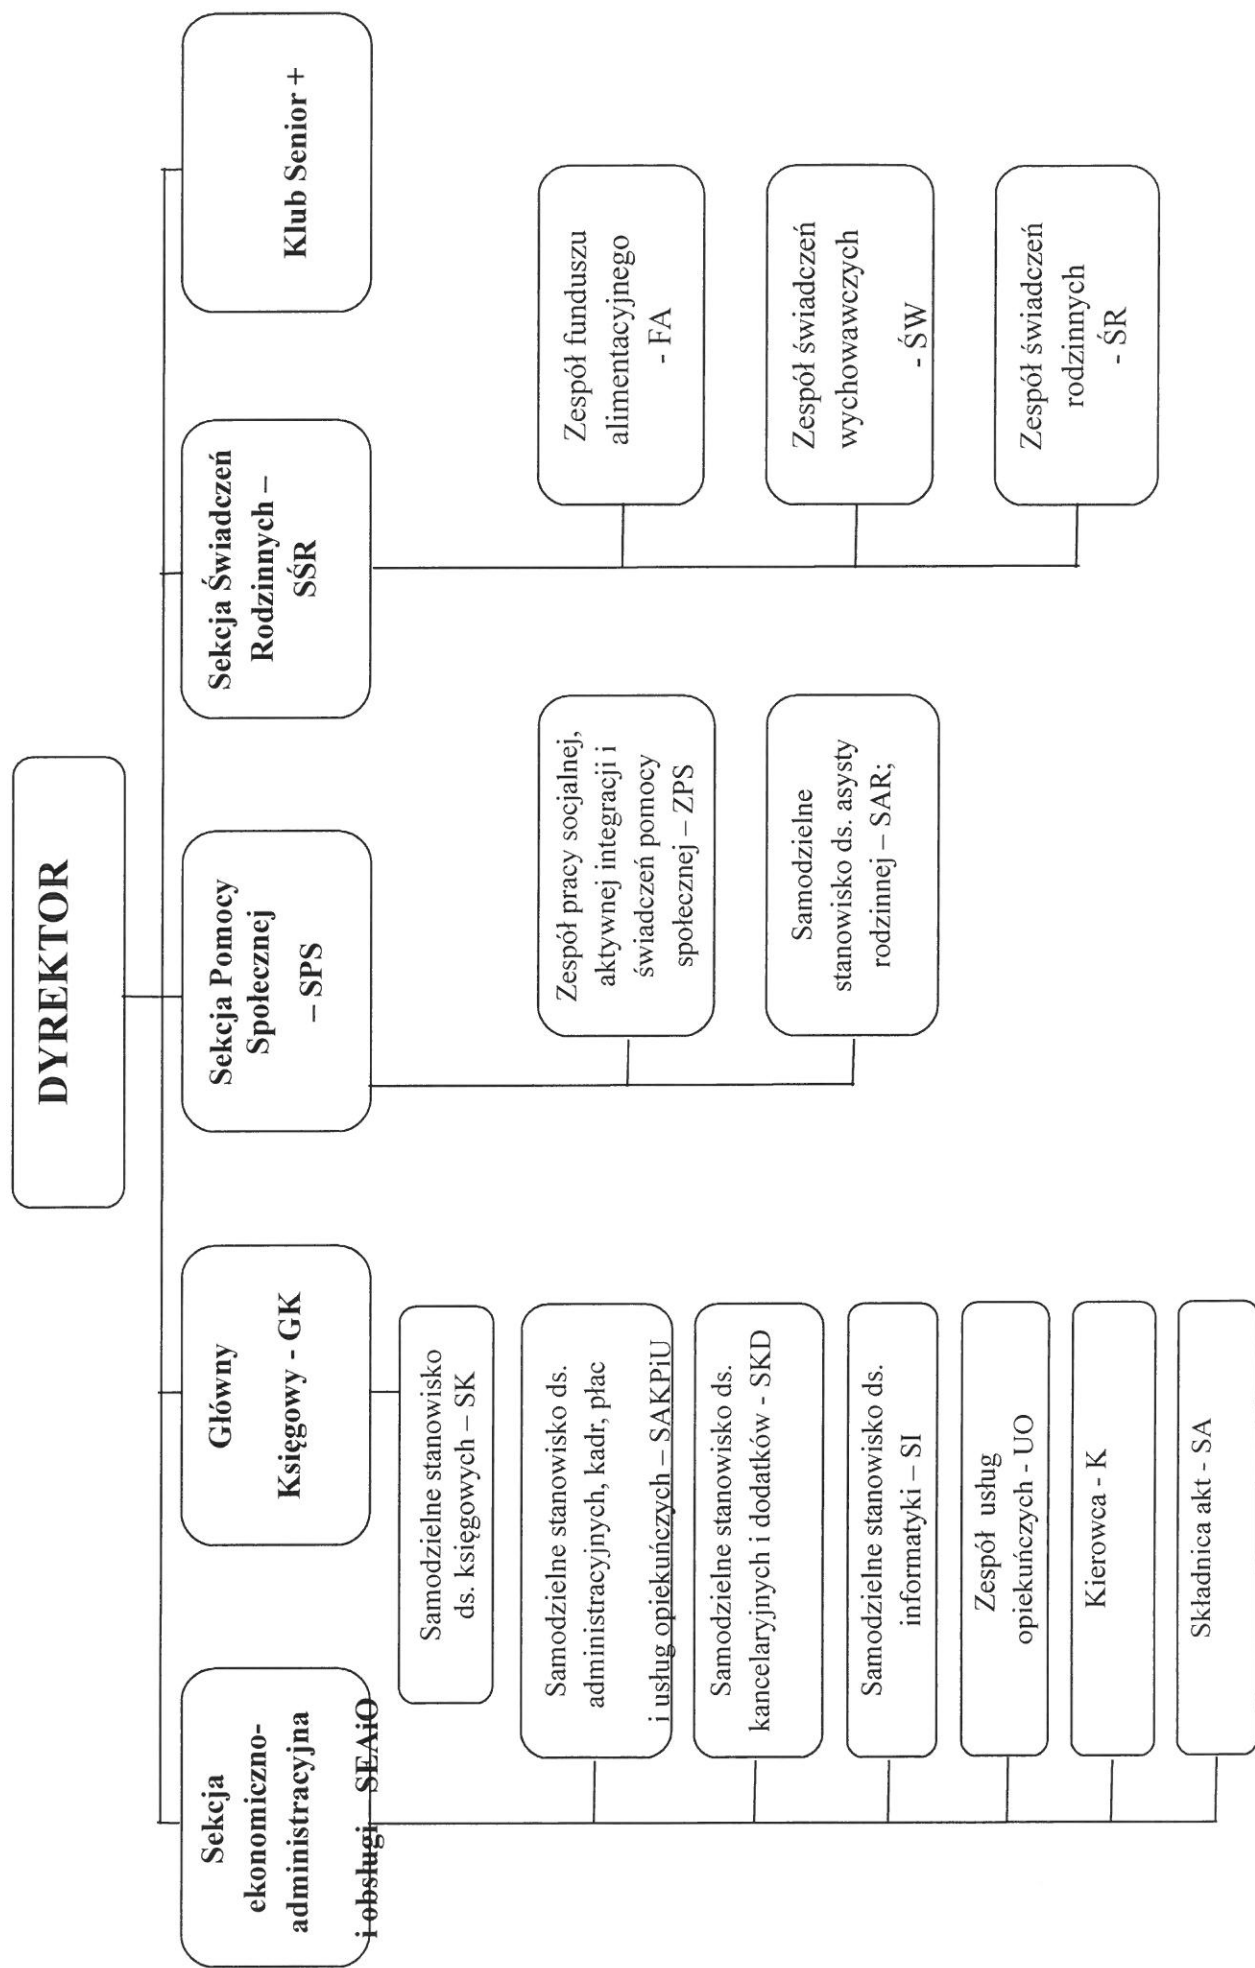 DYREKTOR
Sekcja
ekonomiczno-
administracyjna
i obsługi – SEAiO
Główny
Księgowy - GK
Sekcja Pomocy
Społecznej
– SPS
Sekcja Świadczeń
Rodzinnych –
SŚR
Klub Senior +
Samodzielne stanowisko
ds. księgowych – SK
Samodzielne stanowisko ds.
administracyjnych, kadr, płac
i usług opiekuńczych – SAKPiU
Samodzielne stanowisko ds.
kancelaryjnych i dodatków - SKD
Samodzielne stanowisko ds.
informatyki – SI
Zespół usług
opiekuńczych - UO
Kierowca - K
Składnica akt - SA
Zespół pracy socjalnej,
aktywnej integracji i
świadczeń pomocy
społecznej – ZPS
Samodzielne
stanowisko ds. asysty
rodzinnej – SAR;
Zespół funduszu
alimentacyjnego
- FA
Zespół świadczeń
wychowawczych
- ŚW
Zespół świadczeń
rodzinnych
- ŚR